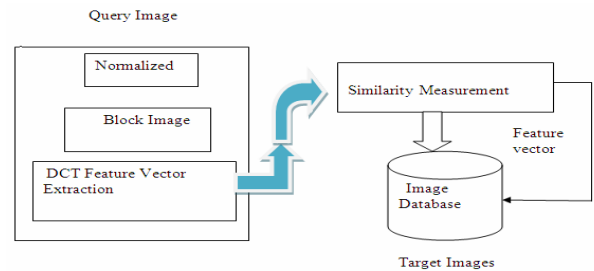 Query Image
Normalized
Block Image
DCT Feature Vector
Extraction
Similarity Measurement
Feature
vector
Image
Database
Target Images